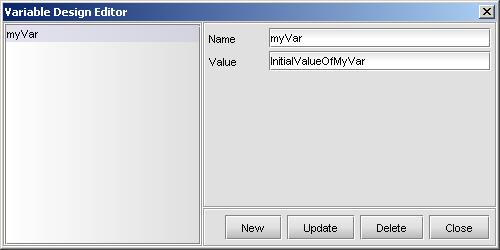 Variable Design Editor
myVar
Name myVar
Value InitialValueOfMyVar
New Update Delete Close